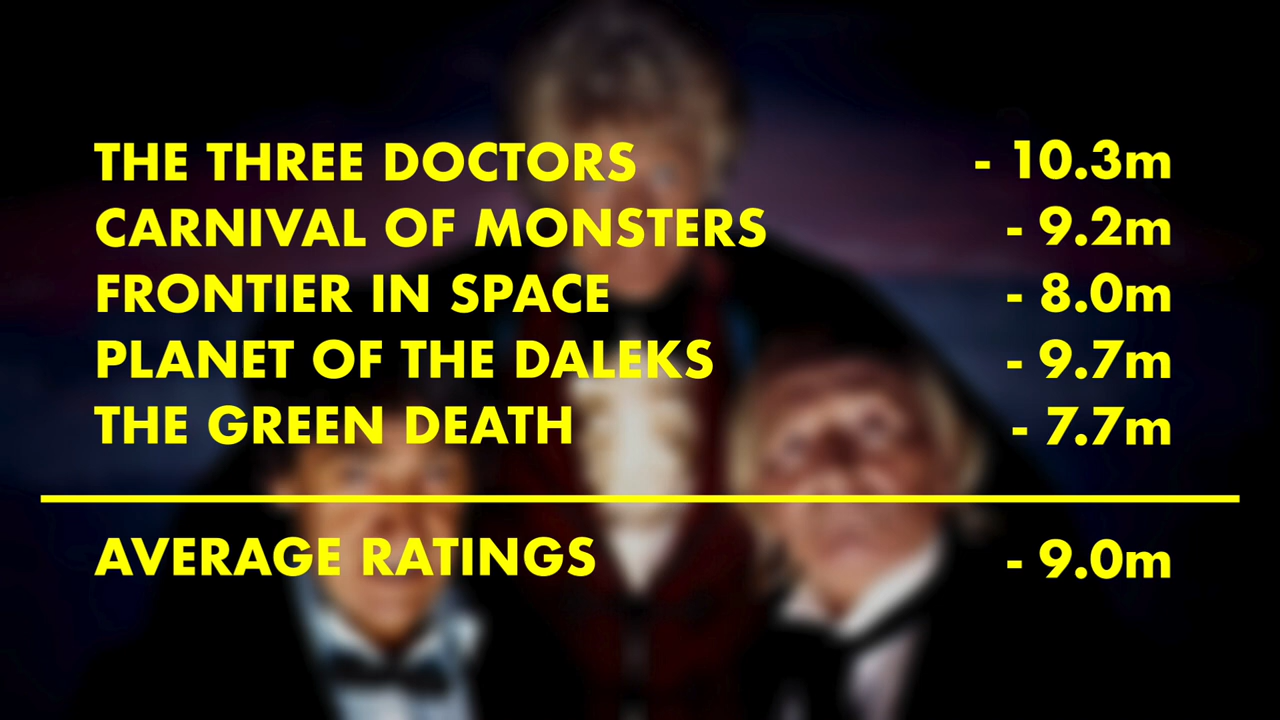 THE THREE DOCTORS - 10.3m
CARNIVAL OF MONSTERS - 9.2m
FRONTIER IN SPACE - 8.0m
PLANET OF THE DALEKS - 9.7m
THE GREEN DEATH - 7.7m
AVERAGE RATINGS - 9.0m